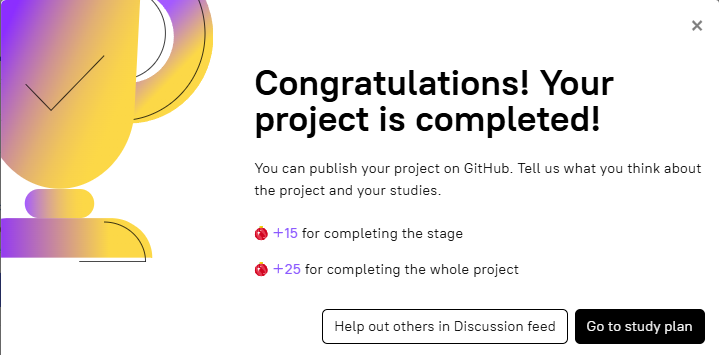 Congratulations! Your
project is completed!
You can publish your project on GitHub. Tell us what you think about
the project and your studies.
+15 for completing the stage
+25 for completing the whole project
Help out others in Discussion feed
Go to study plan